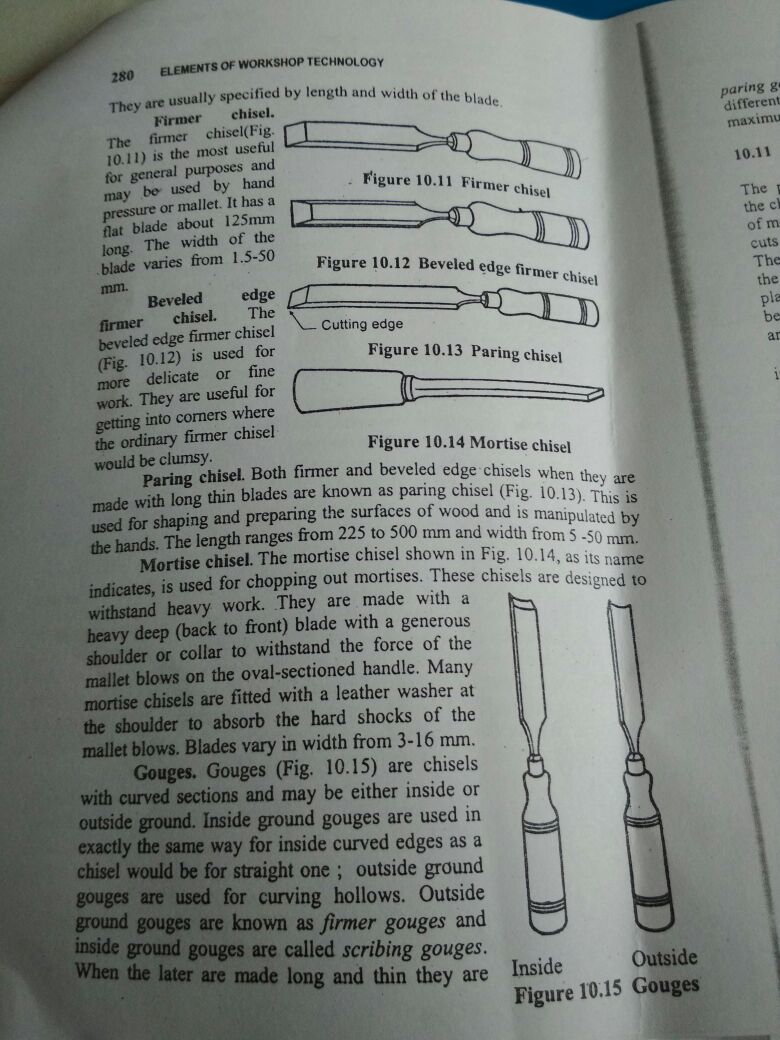 280 ELEMENTS OF WORKSHOP TECHNOLOGY
They are usually specified by length and width of the blade.
Firmer chisel.
The firmer chisel(Fig.
10.11) is the most useful
for general purposes and
may be used by hand
pressure or mallet. It has a
flat blade about 125mm
long. The width of the
blade varies from 1.5-50
mm.
Figure 10.11 Firmer chisel
Figure 10.12 Beveled edge firmer chisel
Beveled edge
firmer chisel. The
beveled edge firmer chisel
(Fig. 10.12) is used for
more delicate or fine
work. They are useful for
getting into corners where
the ordinary firmer chisel
would be clumsy.
Cutting edge
Figure 10.13 Paring chisel
Figure 10.14 Mortise chisel
Paring chisel. Both firmer and beveled edge chisels when they are
made with long thin blades are known as paring chisel (Fig. 10.13). This is
used for shaping and preparing the surfaces of wood and is manipulated by
the hands. The length ranges from 225 to 500 mm and width from 5 -50 mm.
Mortise chisel. The mortise chisel shown in Fig. 10.14, as its name
indicates, is used for chopping out mortises. These chisels are designed to
withstand heavy work. They are made with a
heavy deep (back to front) blade with a generous
shoulder or collar to withstand the force of the
mallet blows on the oval-sectioned handle. Many
mortise chisels are fitted with a leather washer at
the shoulder to absorb the hard shocks of the
mallet blows. Blades vary in width from 3-16 mm.
Gouges. Gouges (Fig. 10.15) are chisels
with curved sections and may be either inside or
outside ground. Inside ground gouges are used in
exactly the same way for inside curved edges as a
chisel would be for straight one ; outside ground
gouges are used for curving hollows. Outside
ground gouges are known as firmer gouges and
inside ground gouges are called scribing gouges.
When the later are made long and thin they are
Inside Outside
Figure 10.15 Gouges
paring
different
10.11
The
the
of
cuts
The
the
be